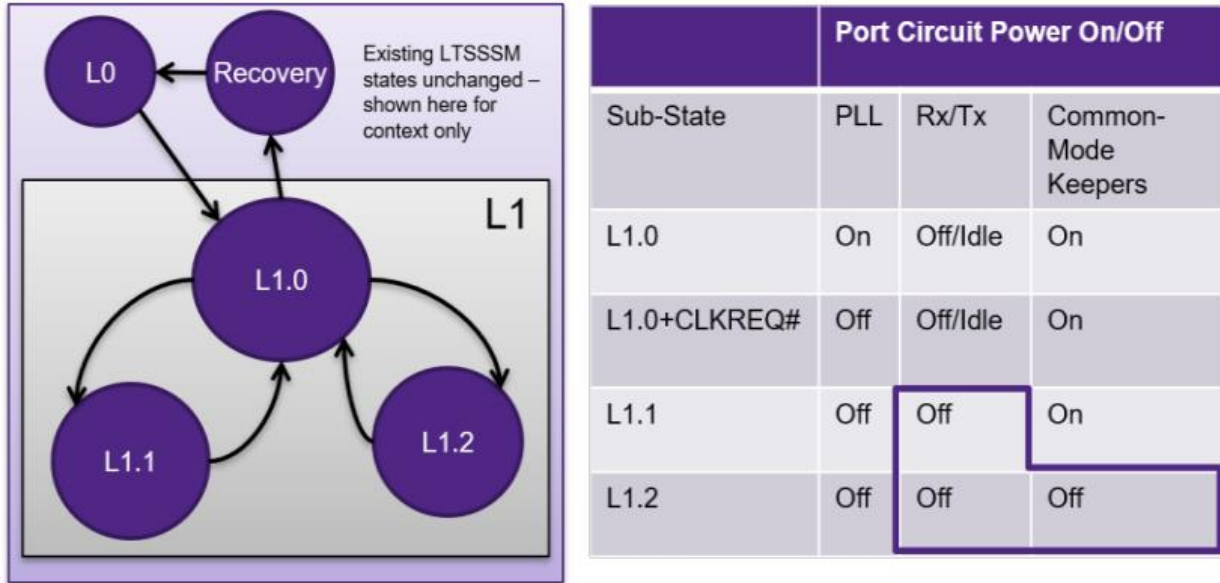 L0
Recovery
Existing LTSSSM
states unchanged –
shown here for
context only
L1
L1.0
L1.1
L1.2
Port Circuit Power On/Off
Sub-State PLL Rx/Tx Common-
Mode
Keepers
L1.0 On Off/Idle On
L1.0+CLKREQ# Off Off/Idle On
L1.1 Off Off On
L1.2 Off Off Off